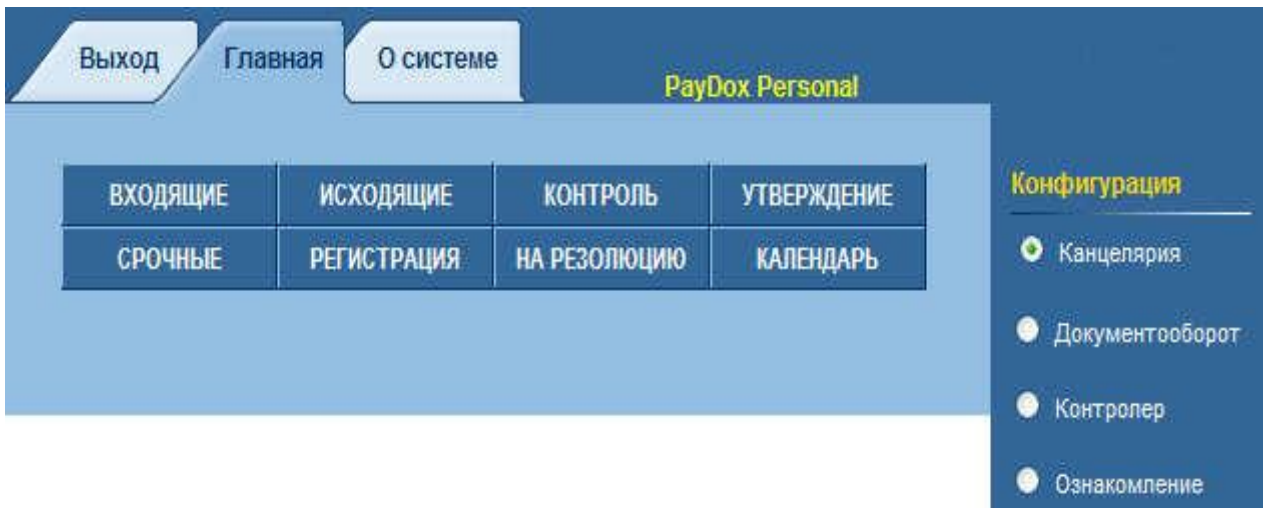 Выход Главная О системе
PayDox Personal
ВХОДЯЩИЕ ИСХОДЯЩИЕ КОНТРОЛЬ УТВЕРЖДЕНИЕ
СРОЧНЫЕ РЕГИСТРАЦИЯ НА РЕЗОЛЮЦИЮ КАЛЕНДАРЬ
Конфигурация
Канцелярия
Документооборот
Контролер
Ознакомление